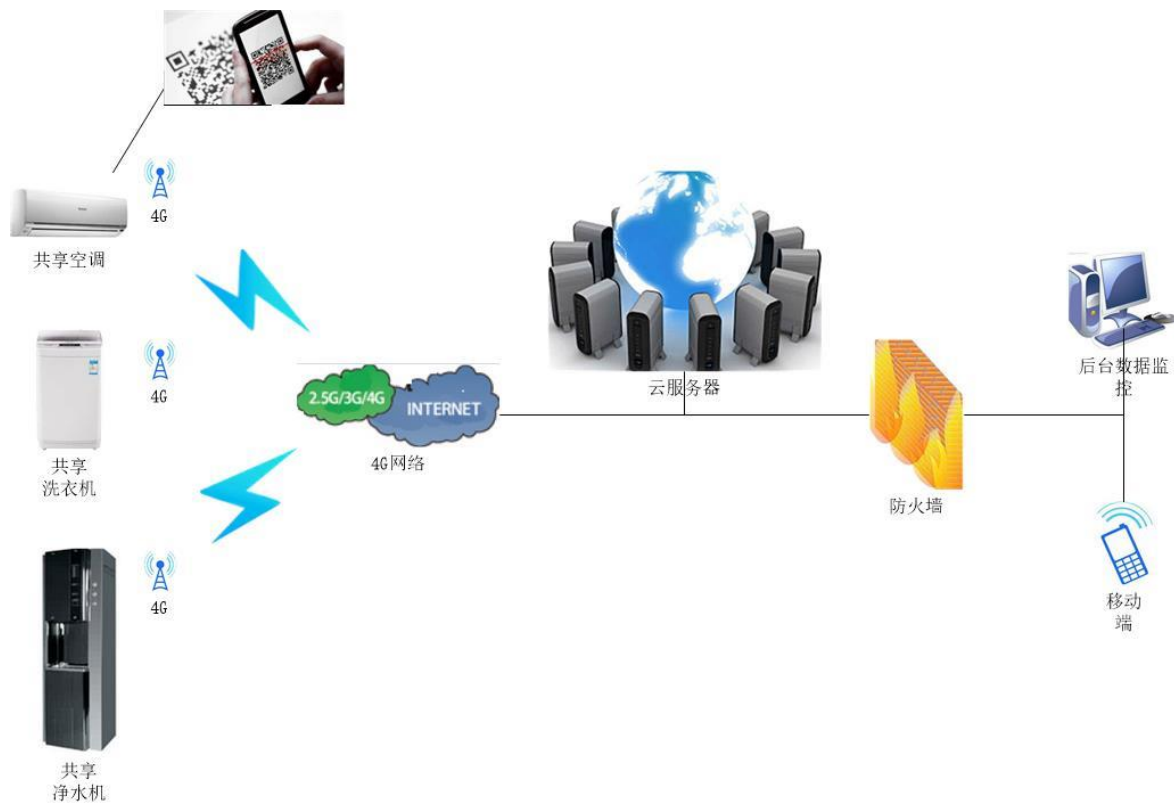 4G
共享空调
4G
共享
洗衣机
4G
共享
净水机
2.5G/3G/4G
INTERNET
4G网络
云服务器
防火墙
后台数据监
控
移动
端